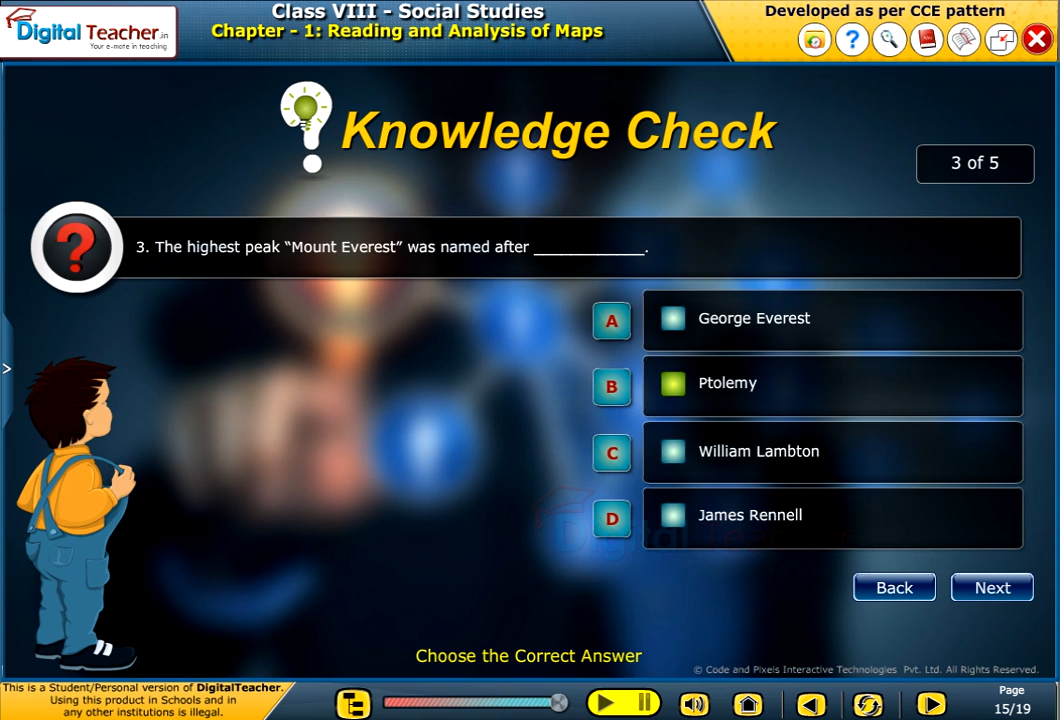 Digital Teacher.in
Your e-mate in teaching
Class VIII - Social Studies
Chapter - 1: Reading and Analysis of Maps
Developed as per CCE pattern
?
Knowledge Check
3 of 5
?
3. The highest peak “Mount Everest” was named after ____________.
A
George Everest
B
Ptolemy
C
William Lambton
D
James Rennell
>
Back
Next
Choose the Correct Answer
© Code and Pixels Interactive Technologies Pvt. Ltd. All Rights Reserved.
This is a Student/Personal version of DigitalTeacher.
Using this product in Schools and in
any other institutions is illegal.
Page
15/19